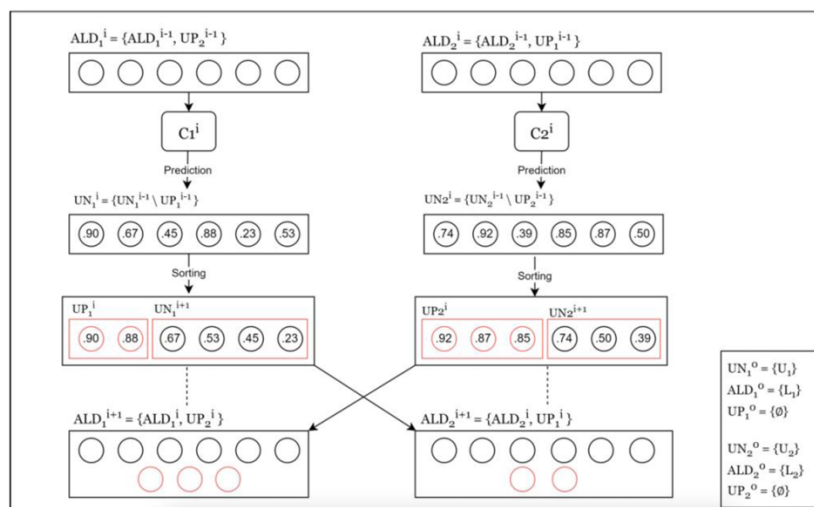 ALD₁ⁱ = {ALD₁ⁱ⁻¹, UP₂ⁱ⁻¹ }
ALD₂ⁱ = {ALD₂ⁱ⁻¹, UP₁ⁱ⁻¹}
C1ⁱ
C2ⁱ
Prediction
Prediction
UN₁ⁱ = {UN₁ⁱ⁻¹ \ UP₁ⁱ⁻¹}
UN2ⁱ = {UN₂ⁱ⁻¹ \ UP₂ⁱ⁻¹}
.90 .67 .45 .88 .23 .53
.74 .92 .39 .85 .87 .50
Sorting
Sorting
UP₁ⁱ UN₁ⁱ⁺¹
UP2ⁱ UN2ⁱ⁺¹
.90 .88 .67 .53 .45 .23
.92 .87 .85 .74 .50 .39
ALD₁ⁱ⁺¹ = {ALD₁ⁱ, UP₂ⁱ }
ALD₂ⁱ⁺¹ = {ALD₂ⁱ, UP₁ⁱ }
UN₁⁰ = {U₁}
ALD₁⁰ = {L₁}
UP₁⁰ = {∅}
UN₂⁰ = {U₂}
ALD₂⁰ = {L₂}
UP₂⁰ = {∅}